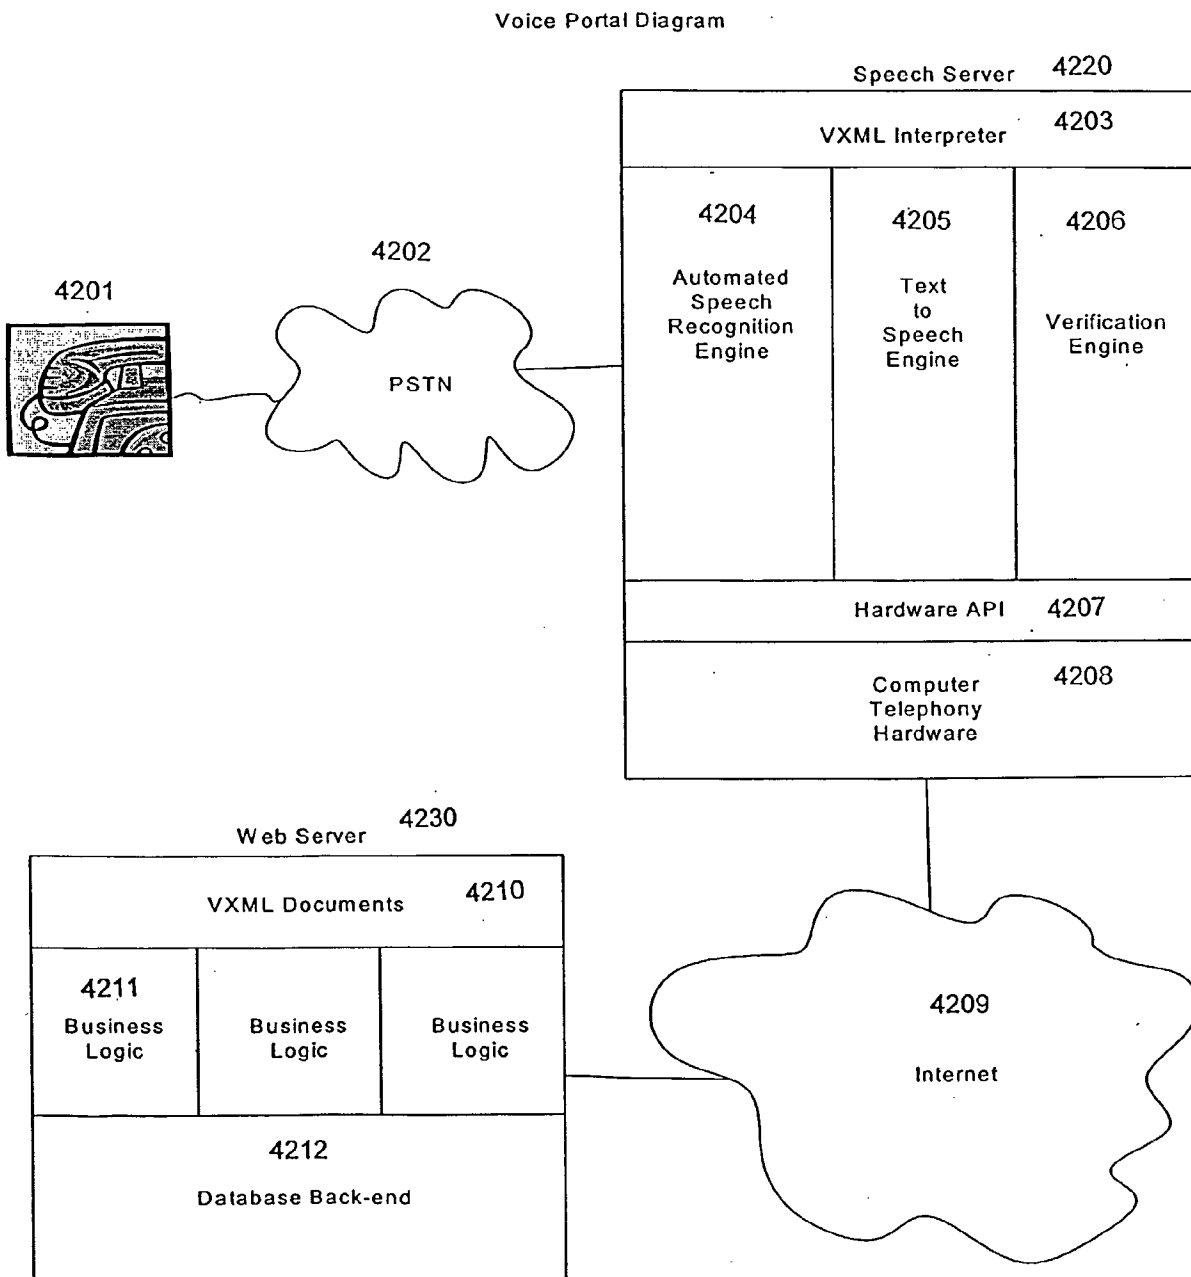 Voice Portal Diagram
Speech Server 4220
VXML Interpreter 4203
4204
Automated
Speech
Recognition
Engine
4205
Text
to
Speech
Engine
4206
Verification
Engine
4202
PSTN
4201
Hardware API 4207
4208
Computer
Telephony
Hardware
Web Server 4230
VXML Documents 4210
4211
Business
Logic
Business
Logic
Business
Logic
4212
Database Back-end
4209
Internet